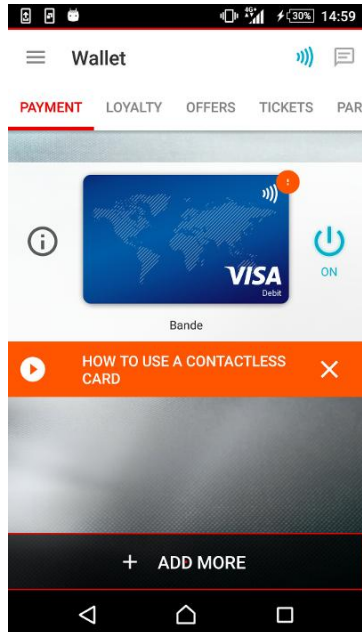 4G 30% 14:59
Wallet
PAYMENT LOYALTY OFFERS TICKETS PAR
VISA
Debit
ON
Bande
HOW TO USE A CONTACTLESS
CARD
+ ADD MORE